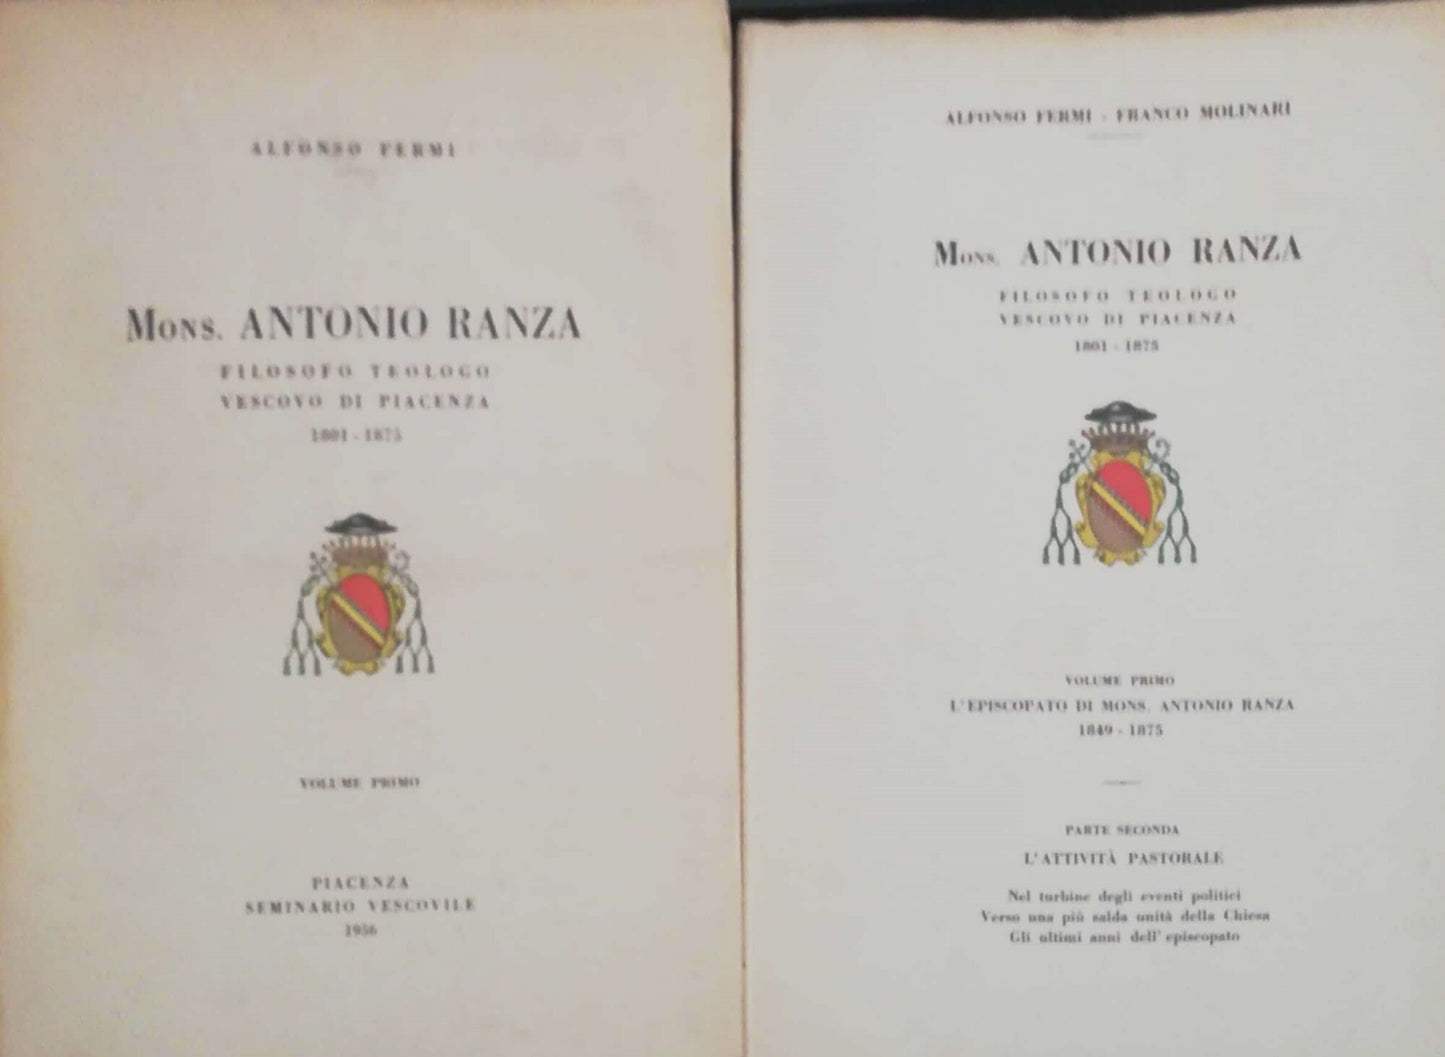 ALFONSO FERMI
Mons. ANTONIO RANZA
FILOSOFO TEOLOGO
VESCOVO DI PIACENZA
1801 - 1875
VOLUME PRIMO
PIACENZA
SEMINARIO VESCOVILE
1956
ALFONSO FERMI - FRANCO MOLINARI
Mons. ANTONIO RANZA
FILOSOFO TEOLOGO
VESCOVO DI PIACENZA
1801 - 1875
VOLUME PRIMO
L'EPISCOPATO DI MONS. ANTONIO RANZA
1849 - 1875
PARTE SECONDA
L'ATTIVITÀ PASTORALE
Nel turbine degli eventi politici
Verso una più salda unità della Chiesa
Gli ultimi anni dell' episcopato